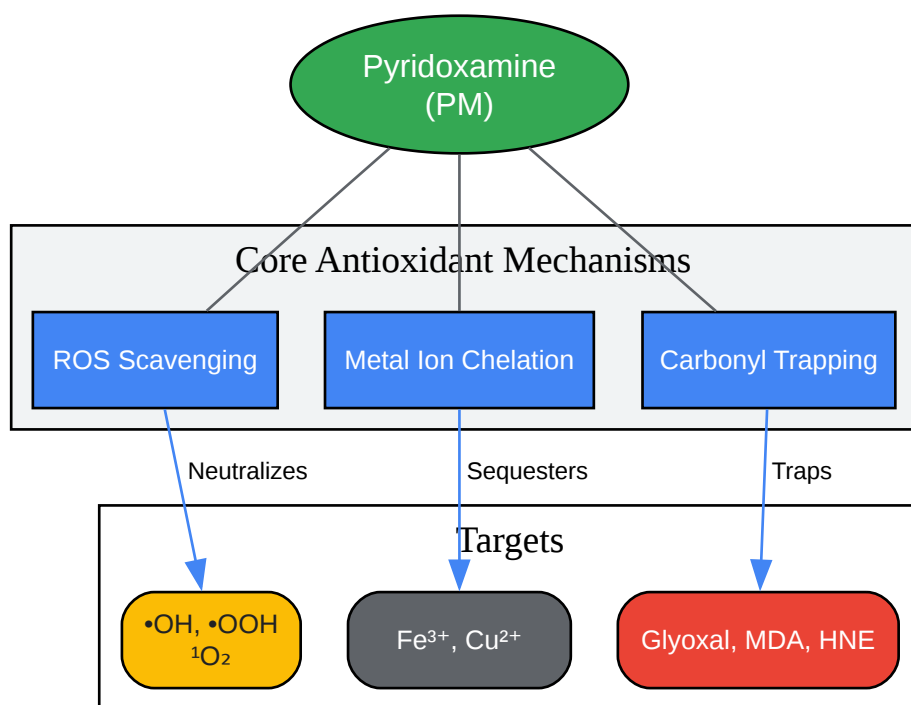 Pyridoxamine
(PM)
Core Antioxidant Mechanisms
ROS Scavenging
Metal Ion Chelation
Carbonyl Trapping
Neutralizes
Sequesters
Traps
Targets
•OH, •OOH
¹O₂
Fe³⁺, Cu²⁺
Glyoxal, MDA, HNE